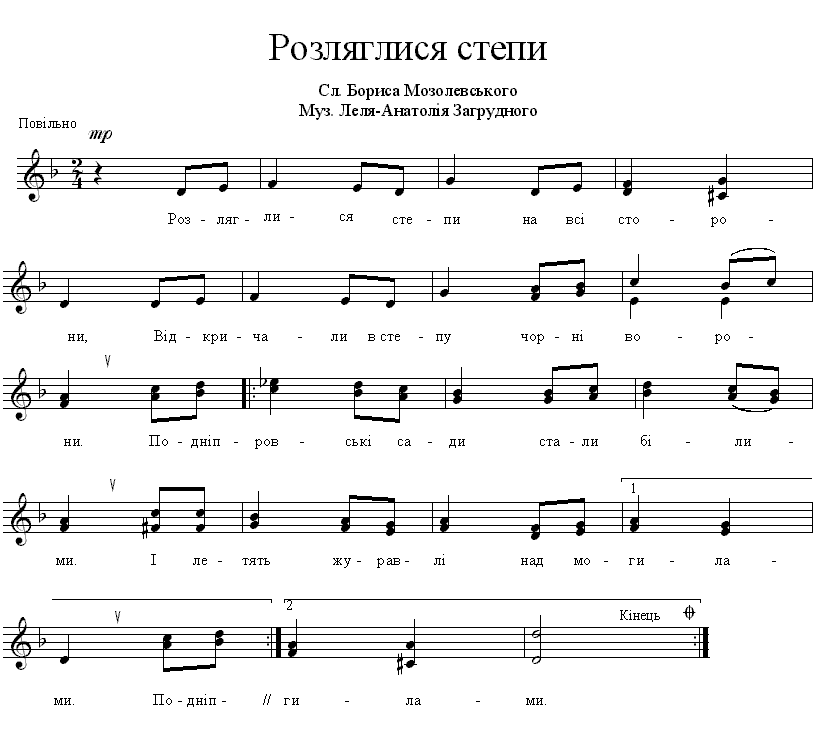 Розляглися степи
Сл. Бориса Мозолевського
Муз. Леля-Анатолія Загрудного
Повільно
mp
Роз - ляг - ли - ся сте - пи на всі сто - ро -
ни, Від - кри - ча - ли в сте - пу чор - ні во - ро -
ни. По - дніп - ров - ські са - ди ста - ли бі - ли -
1
ми. І ле - тять жу - рав - лі над мо - ги - ла -
2
Кінець
ми. По - дніп - // ги - ла - ми.